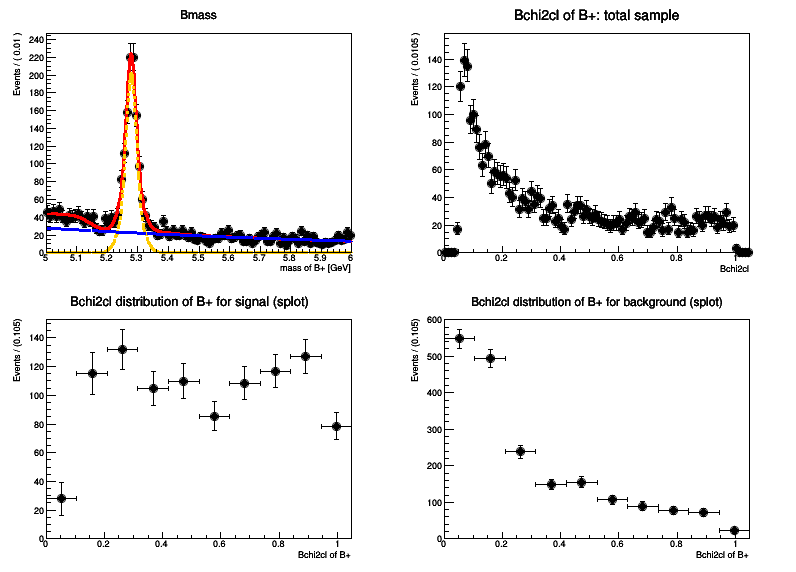 Bmass
Events / ( 0.01 )
240
220
200
180
160
140
120
100
80
60
40
20
0
5 5.1 5.2 5.3 5.4 5.5 5.6 5.7 5.8 5.9 6
mass of B+ [GeV]
Bchi2cl of B+: total sample
Events / ( 0.0105 )
140
120
100
80
60
40
20
0
0 0.2 0.4 0.6 0.8 1
Bchi2cl
Bchi2cl distribution of B+ for signal (splot)
Events / (0.105)
140
120
100
80
60
40
20
0
0 0.2 0.4 0.6 0.8 1
Bchi2cl of B+
Bchi2cl distribution of B+ for background (splot)
Events / (0.105)
600
500
400
300
200
100
0
0 0.2 0.4 0.6 0.8 1
Bchi2cl of B+